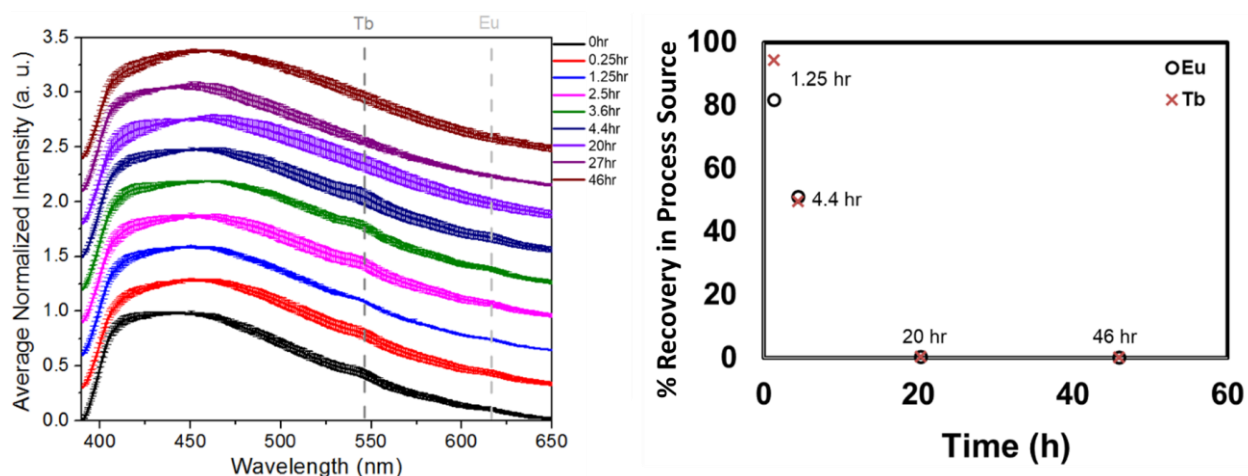 Tb
Eu
3.5
3.0
2.5
2.0
1.5
1.0
0.5
0.0
Average Normalized Intensity (a. u.)
400
450
500
550
600
650
Wavelength (nm)
0hr
0.25hr
1.25hr
2.5hr
3.6hr
4.4hr
20hr
27hr
46hr
% Recovery in Process Source
100
80
60
40
20
0
1.25 hr
4.4 hr
20 hr
46 hr
Eu
Tb
0
20
40
60
Time (h)